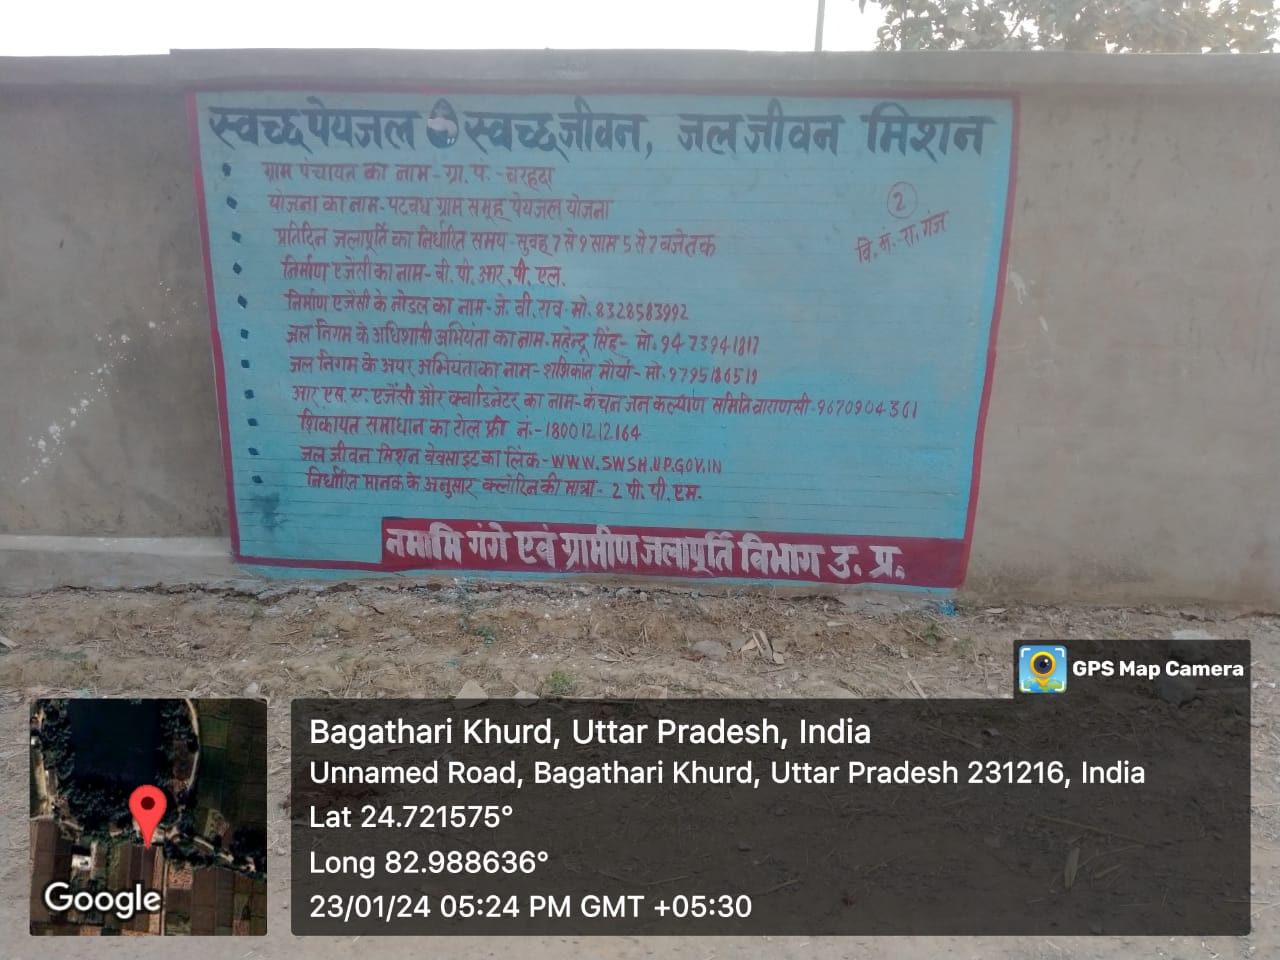 स्वच्छ पेयजल स्वच्छ जीवन, जल जीवन मिशन
ग्राम पंचायत का नाम - ग्रा. पं. - बरहदा
योजना का नाम - पटवध ग्राम समूह पेयजल योजना
प्रतिदिन जलापूर्ति का निर्धारित समय - सुवह 7 से 9 साम 5 से 7 बजे तक
निर्माण एजेंसी का नाम - बी. पी. आर. पी. एल.
निर्माण एजेंसी के नोडल का नाम - जे. वी. राव - मो. 8328583992
जल निगम के अधिशासी अभियंता का नाम - महेन्द्र सिंह - मो. 9473941817
जल निगम के अपर अभियंता का नाम - शशिकांत मौर्या - मो. 9795186519
आर. एस. ए. एजेंसी और क्वाडिनेटर का नाम - कंचन जन कल्याण समिति वाराणसी - 9670904361
शिकायत समाधान का टोल फ्री नं. - 18001212164
जल जीवन मिशन वेवसाइट का लिंक - WWW.SWSH.UP.GOV.IN
निर्धारित मानक के अनुसार क्लोरिन की मात्रा - 2 पी. पी. एम.
2
वि. मं. - रा. गंज
नमामि गंगे एवं ग्रामीण जलापूर्ति विभाग उ. प्र.
GPS Map Camera
Bagathari Khurd, Uttar Pradesh, India
Unnamed Road, Bagathari Khurd, Uttar Pradesh 231216, India
Lat 24.721575°
Long 82.988636°
23/01/24 05:24 PM GMT +05:30
Google